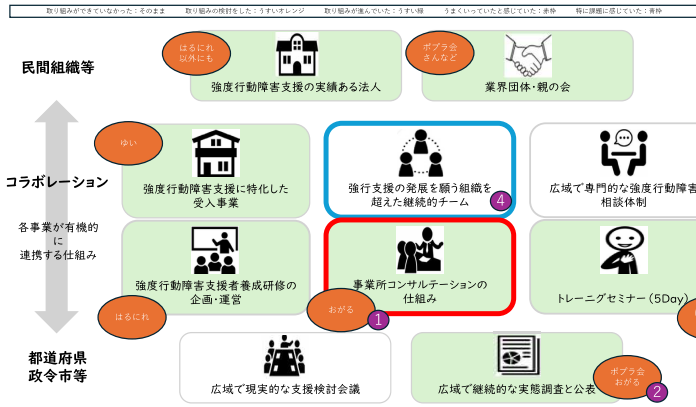 取り組みができていなかった：そのまま　取り組みの検討をした：うすいオレンジ　取り組みが進んでいた：うすい緑　うまくいっていたと感じていた：赤枠　特に課題に感じていた：青枠
民間組織等
はるにれ
以外にも
強度行動障害支援の実績ある法人
ポプラ会
さんなど
業界団体・親の会
コラボレーション
各事業が有機的
に
連携する仕組み
ゆい
強度行動障害支援に特化した
受入事業
強行支援の発展を願う組織を
超えた継続的チーム
4
広域で専門的な強度行動障害
相談体制
強度行動障害支援者養成研修の
企画・運営
はるにれ
事業所コンサルテーションの
仕組み
おがる
1
トレーニグセミナー（5Day）
都道府県
政令市等
広域で現実的な支援検討会議
広域で継続的な実態調査と公表
ポプラ会
おがる
2